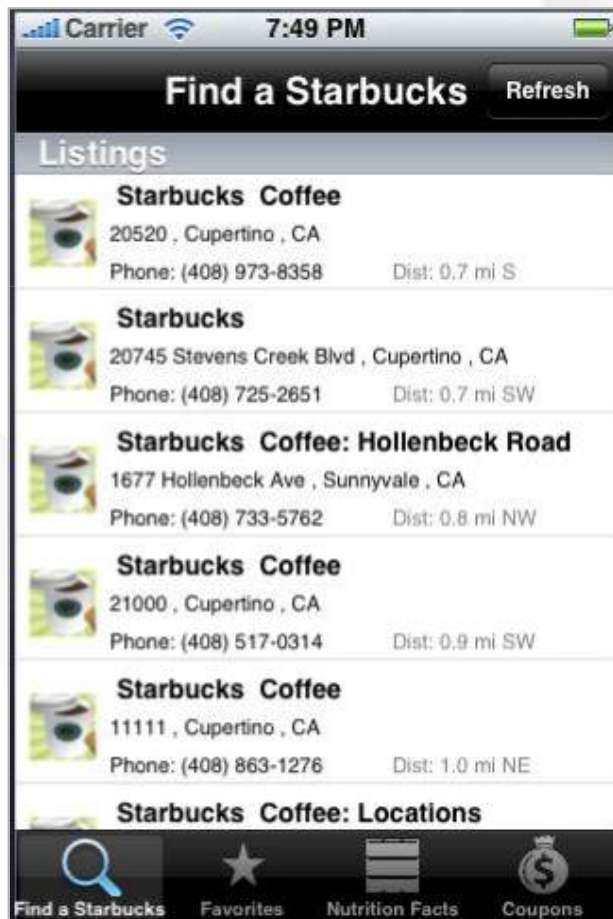 Carrier 7:49 PM
Find a Starbucks Refresh
Listings
Starbucks Coffee
20520 , Cupertino , CA
Phone: (408) 973-8358 Dist: 0.7 mi S
Starbucks
20745 Stevens Creek Blvd , Cupertino , CA
Phone: (408) 725-2651 Dist: 0.7 mi SW
Starbucks Coffee: Hollenbeck Road
1677 Hollenbeck Ave , Sunnyvale , CA
Phone: (408) 733-5762 Dist: 0.8 mi NW
Starbucks Coffee
21000 , Cupertino , CA
Phone: (408) 517-0314 Dist: 0.9 mi SW
Starbucks Coffee
11111 , Cupertino , CA
Phone: (408) 863-1276 Dist: 1.0 mi NE
Starbucks Coffee: Locations
Find a Starbucks Favorites Nutrition Facts Coupons